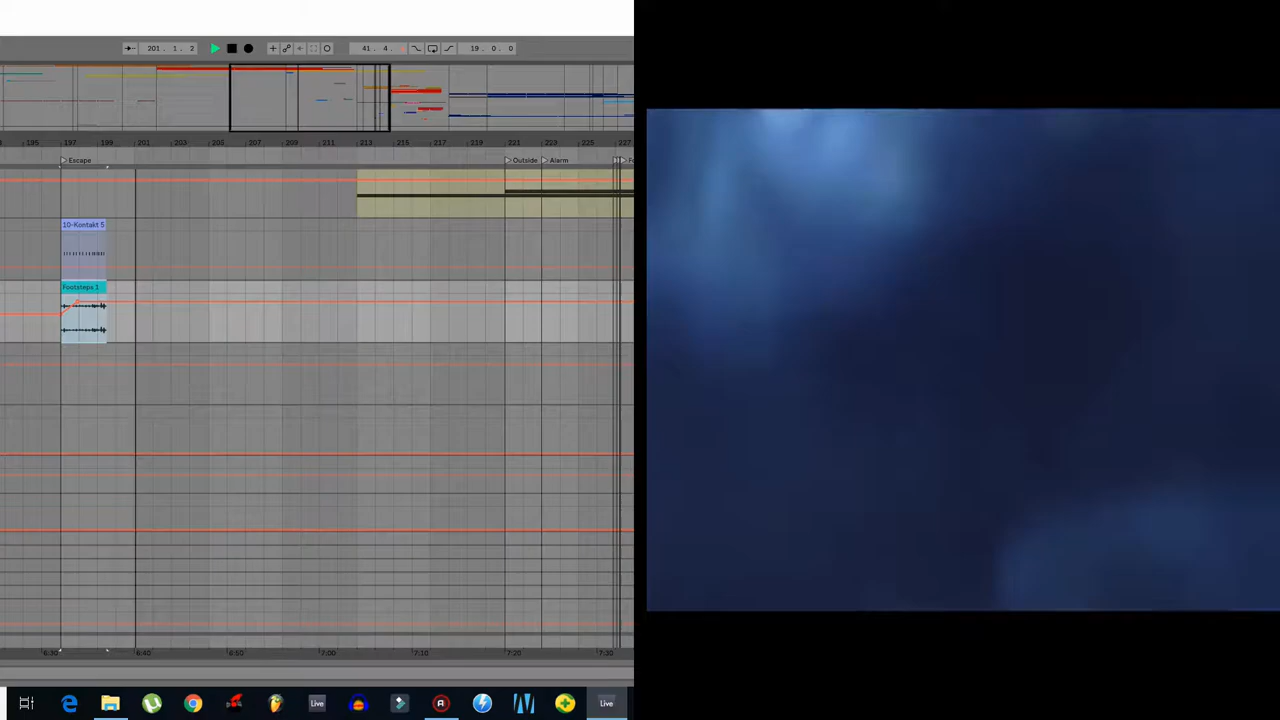 201. 1. 2
41. 4.
19. 0. 0
195 197 199 201 203 205 207 209 211 213 215 217 219 221 223 225 227
Escape
Outside
Alarm
10-Kontakt 5
Footsteps 1
6:30 6:40 6:50 7:00 7:10 7:20 7:30
Live
Live